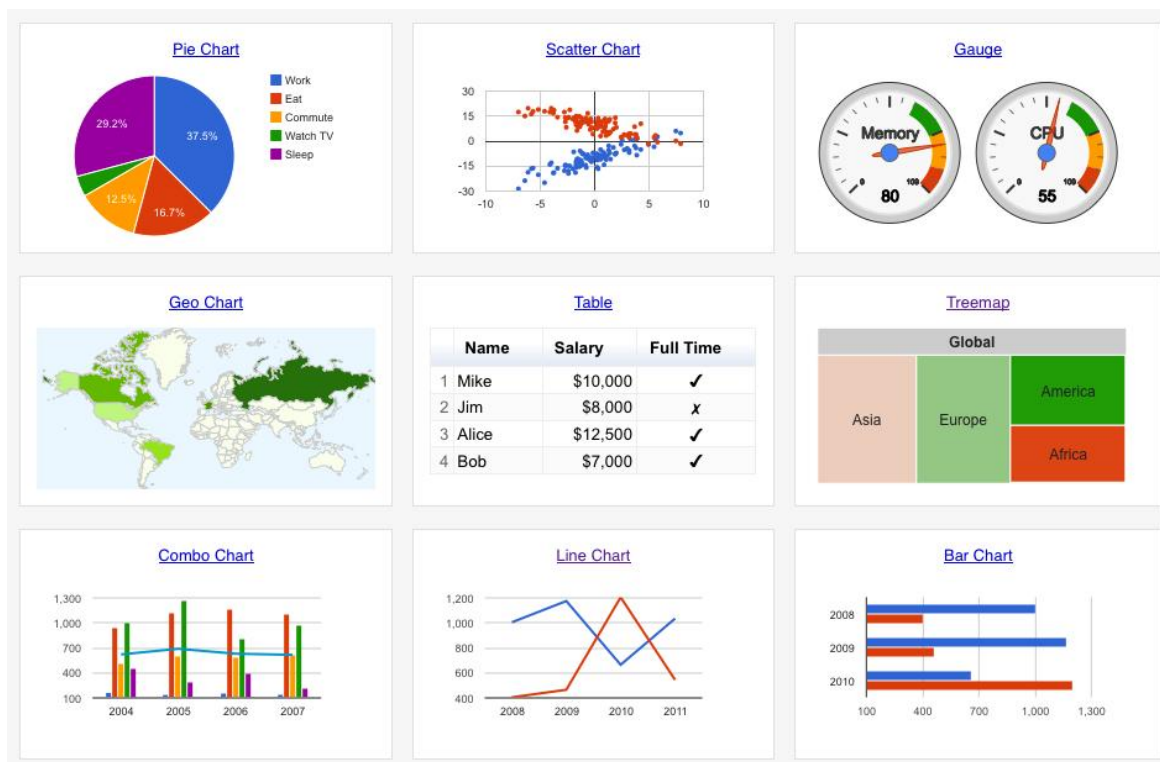 Pie Chart
Work
Eat
Commute
Watch TV
Sleep
37.5%
29.2%
12.5%
16.7%
Scatter Chart
30
15
0
-15
-30
-10 -5 0 5 10
Gauge
Memory
0 100
80
CPU
0 100
55
Geo Chart
Table
Name Salary Full Time
1 Mike $10,000 ✓
2 Jim $8,000 ✗
3 Alice $12,500 ✓
4 Bob $7,000 ✓
Treemap
Global
Asia
Europe
America
Africa
Combo Chart
1,300
1,000
700
400
100
2004 2005 2006 2007
Line Chart
1,200
1,000
800
600
400
2008 2009 2010 2011
Bar Chart
2008
2009
2010
100 400 700 1,000 1,300